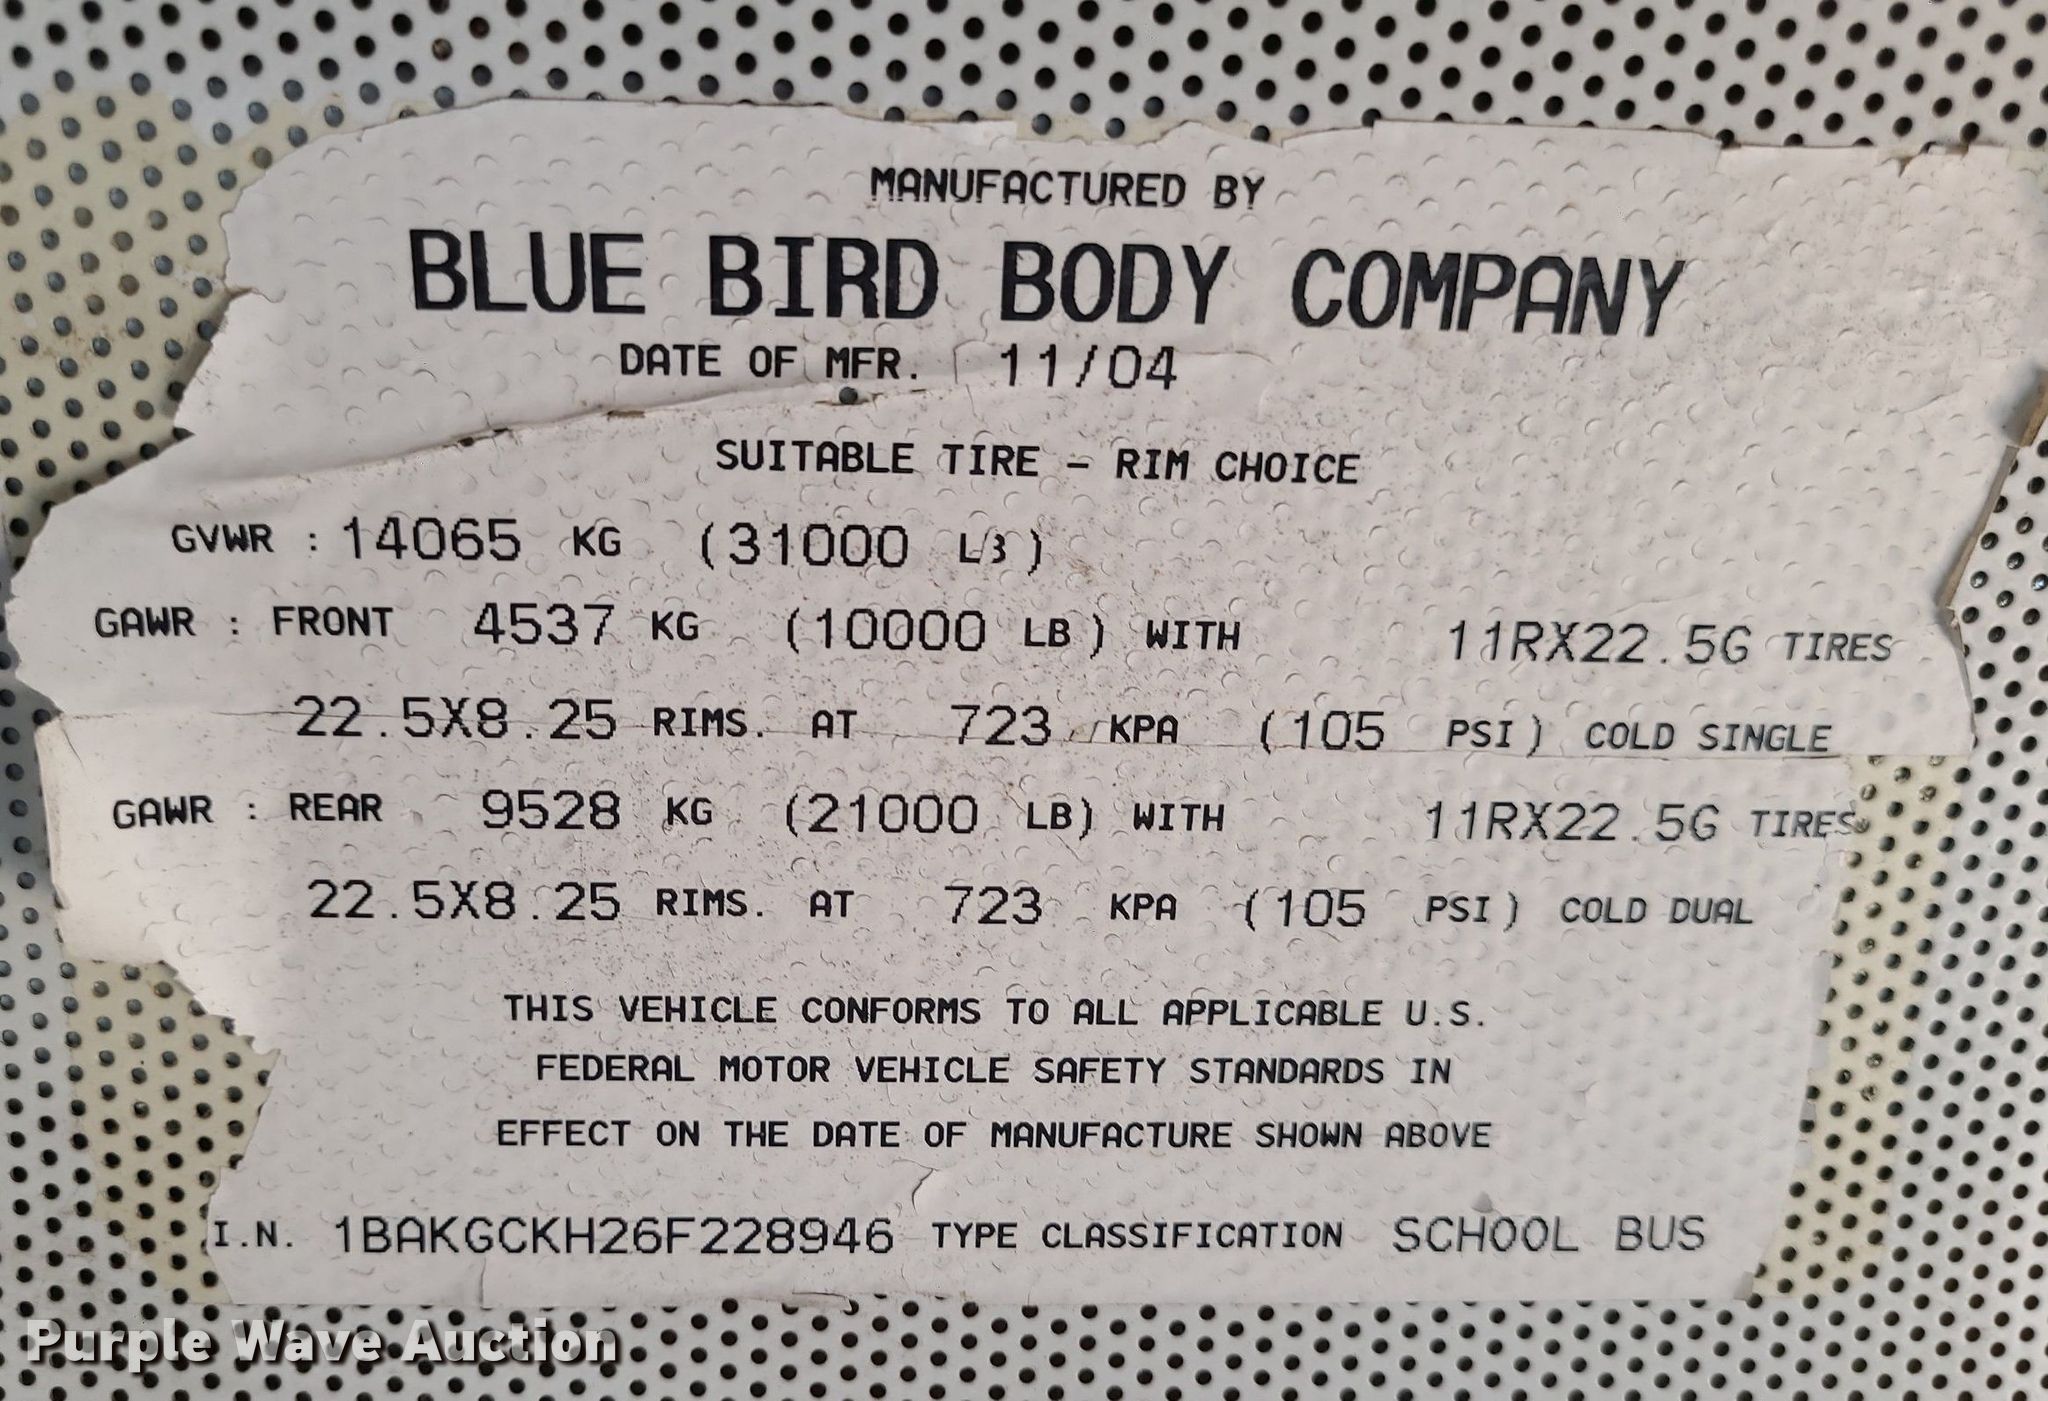 MANUFACTURED BY
BLUE BIRD BODY COMPANY
DATE OF MFR. 11/04
SUITABLE TIRE - RIM CHOICE
GVWR : 14065 KG (31000 LB)
GAWR : FRONT 4537 KG (10000 LB) WITH 11RX22.5G TIRES
22.5X8.25 RIMS. AT 723 KPA (105 PSI) COLD SINGLE
GAWR : REAR 9528 KG (21000 LB) WITH 11RX22.5G TIRES
22.5X8.25 RIMS. AT 723 KPA (105 PSI) COLD DUAL
THIS VEHICLE CONFORMS TO ALL APPLICABLE U.S.
FEDERAL MOTOR VEHICLE SAFETY STANDARDS IN
EFFECT ON THE DATE OF MANUFACTURE SHOWN ABOVE
I.N. 1BAKGCKH26F228946 TYPE CLASSIFICATION SCHOOL BUS
Purple Wave Auction